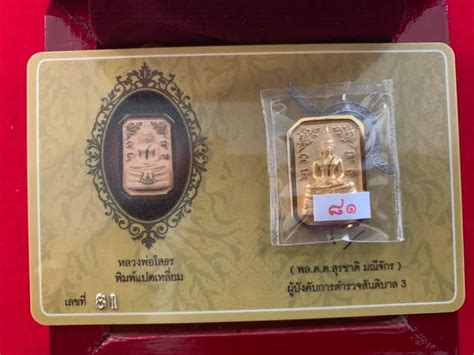 หลวงพ่อโสธร
พิมพ์แปดเหลี่ยม
เลขที่ 81
๘๑
( พล.ต.ต.สุรชาติ มณีจักร )
ผู้บังคับการตำรวจสันติบาล 3